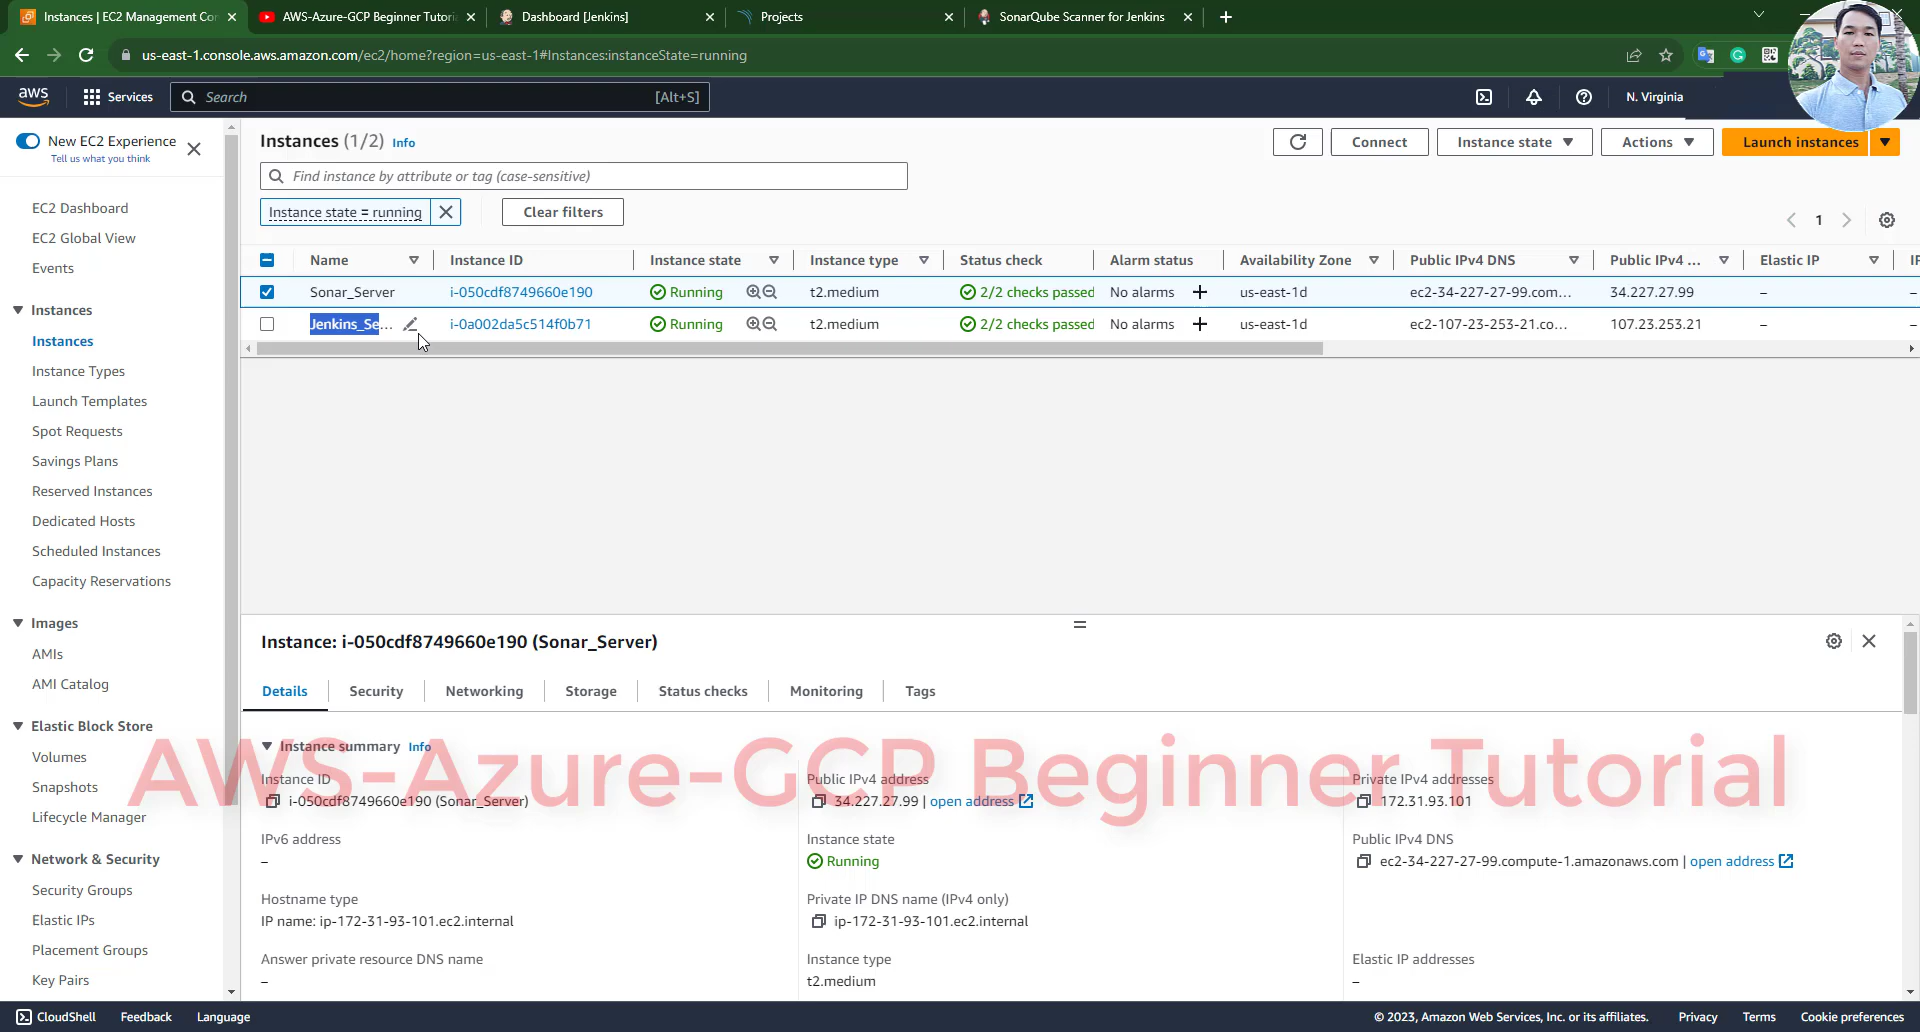 Instances | EC2 Management Con
AWS-Azure-GCP Beginner Tutoria
Dashboard [Jenkins]
Projects
SonarQube Scanner for Jenkins
us-east-1.console.aws.amazon.com/ec2/home?region=us-east-1#Instances:instanceState=running
aws
Services
Search
[Alt+S]
N. Virginia
New EC2 Experience
Tell us what you think
EC2 Dashboard
EC2 Global View
Events
Instances
Instances
Instance Types
Launch Templates
Spot Requests
Savings Plans
Reserved Instances
Dedicated Hosts
Scheduled Instances
Capacity Reservations
Images
AMIs
AMI Catalog
Elastic Block Store
Volumes
Snapshots
Lifecycle Manager
Network & Security
Security Groups
Elastic IPs
Placement Groups
Key Pairs
Instances (1/2) Info
Connect
Instance state
Actions
Launch instances
Find instance by attribute or tag (case-sensitive)
Instance state = running
Clear filters
1
Name Instance ID Instance state Instance type Status check Alarm status Availability Zone Public IPv4 DNS Public IPv4 ... Elastic IP IP
Sonar_Server i-050cdf8749660e190 Running t2.medium 2/2 checks passed No alarms + us-east-1d ec2-34-227-27-99.com... 34.227.27.99 – –
Jenkins_Se... i-0a002da5c514f0b71 Running t2.medium 2/2 checks passed No alarms + us-east-1d ec2-107-23-253-21.co... 107.23.253.21 – –
Instance: i-050cdf8749660e190 (Sonar_Server)
Details Security Networking Storage Status checks Monitoring Tags
Instance summary Info
AWS-Azure-GCP Beginner Tutorial
Instance ID
i-050cdf8749660e190 (Sonar_Server)
Public IPv4 address
34.227.27.99 | open address
Private IPv4 addresses
172.31.93.101
IPv6 address
–
Instance state
Running
Public IPv4 DNS
ec2-34-227-27-99.compute-1.amazonaws.com | open address
Hostname type
IP name: ip-172-31-93-101.ec2.internal
Private IP DNS name (IPv4 only)
ip-172-31-93-101.ec2.internal
Answer private resource DNS name
–
Instance type
t2.medium
Elastic IP addresses
–
CloudShell
Feedback
Language
© 2023, Amazon Web Services, Inc. or its affiliates.
Privacy
Terms
Cookie preferences